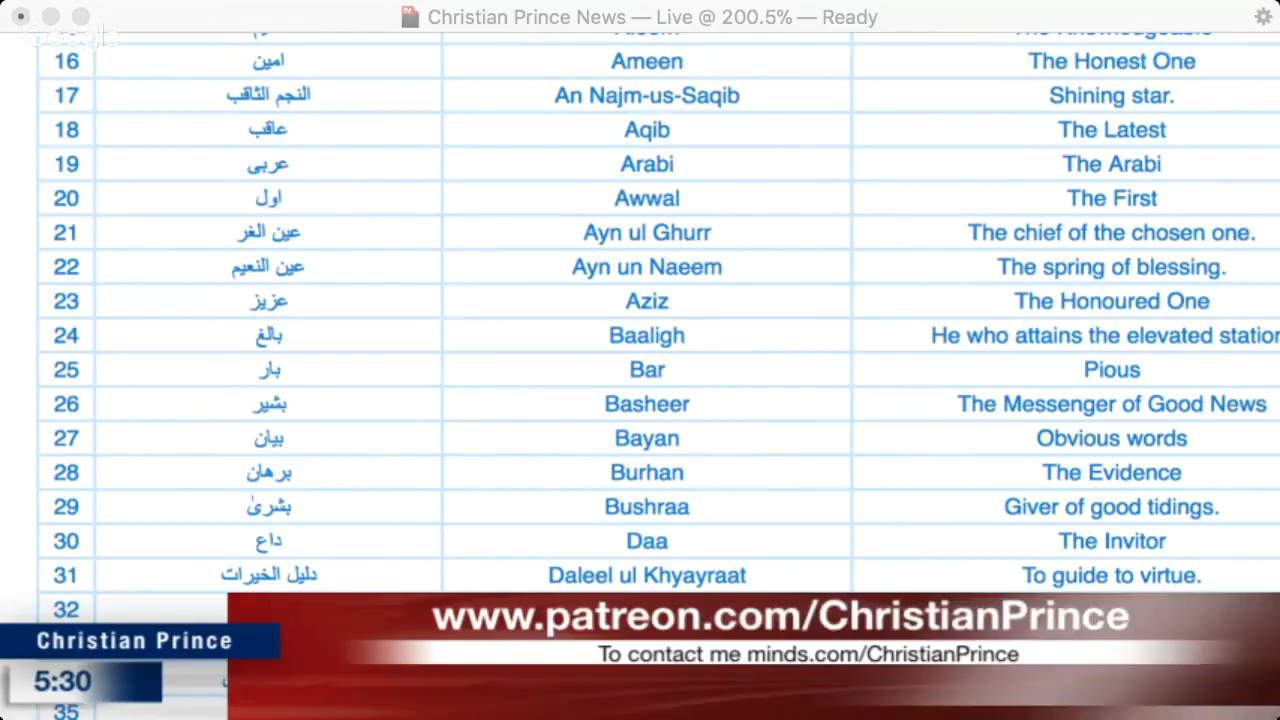 Christian Prince News — Live @ 200.5% — Ready
Google
16 امين Ameen The Honest One
17 النجم الثاقب An Najm-us-Saqib Shining star.
18 عاقب Aqib The Latest
19 عربى Arabi The Arabi
20 اول Awwal The First
21 عين الغر Ayn ul Ghurr The chief of the chosen one.
22 عين النعيم Ayn un Naeem The spring of blessing.
23 عزيز Aziz The Honoured One
24 بالغ Baaligh He who attains the elevated station
25 بار Bar Pious
26 بشير Basheer The Messenger of Good News
27 بيان Bayan Obvious words
28 برهان Burhan The Evidence
29 بشرىٰ Bushraa Giver of good tidings.
30 داع Daa The Invitor
31 دليل الخيرات Daleel ul Khyayraat To guide to virtue.
32
www.patreon.com/ChristianPrince
Christian Prince
To contact me minds.com/ChristianPrince
5:30
35